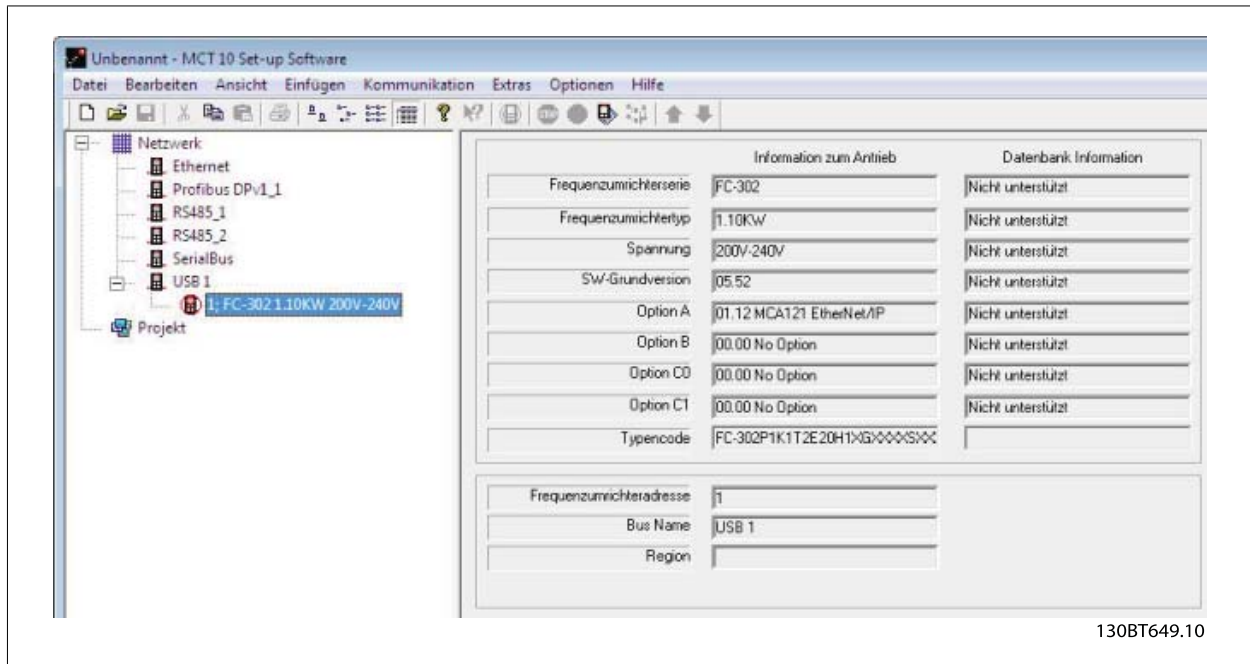 Unbenannt - MCT 10 Set-up Software
Datei Bearbeiten Ansicht Einfügen Kommunikation Extras Optionen Hilfe
Netzwerk
Ethernet
Profibus DPv1_1
RS485_1
RS485_2
SerialBus
USB 1
1; FC-302 1.10KW 200V-240V
Projekt
Information zum Antrieb Datenbank Information
Frequenzumrichterserie FC-302 Nicht unterstützt
Frequenzumrichtertyp 1.10KW Nicht unterstützt
Spannung 200V-240V Nicht unterstützt
SW-Grundversion 05.52 Nicht unterstützt
Option A 01.12 MCA121 EtherNet/IP Nicht unterstützt
Option B 00.00 No Option Nicht unterstützt
Option C0 00.00 No Option Nicht unterstützt
Option C1 00.00 No Option Nicht unterstützt
Typencode FC-302P1K1T2E20H1XGXXXXSXX
Frequenzumrichteradresse 1
Bus Name USB 1
Region
130BT649.10